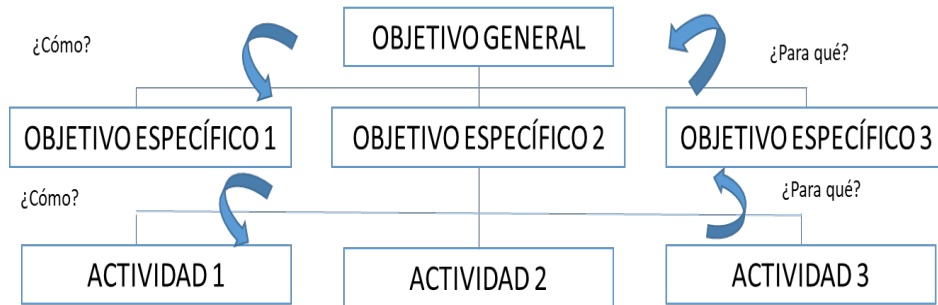 OBJETIVO GENERAL
¿Cómo?
¿Para qué?
OBJETIVO ESPECÍFICO 1
OBJETIVO ESPECÍFICO 2
OBJETIVO ESPECÍFICO 3
¿Cómo?
¿Para qué?
ACTIVIDAD 1
ACTIVIDAD 2
ACTIVIDAD 3